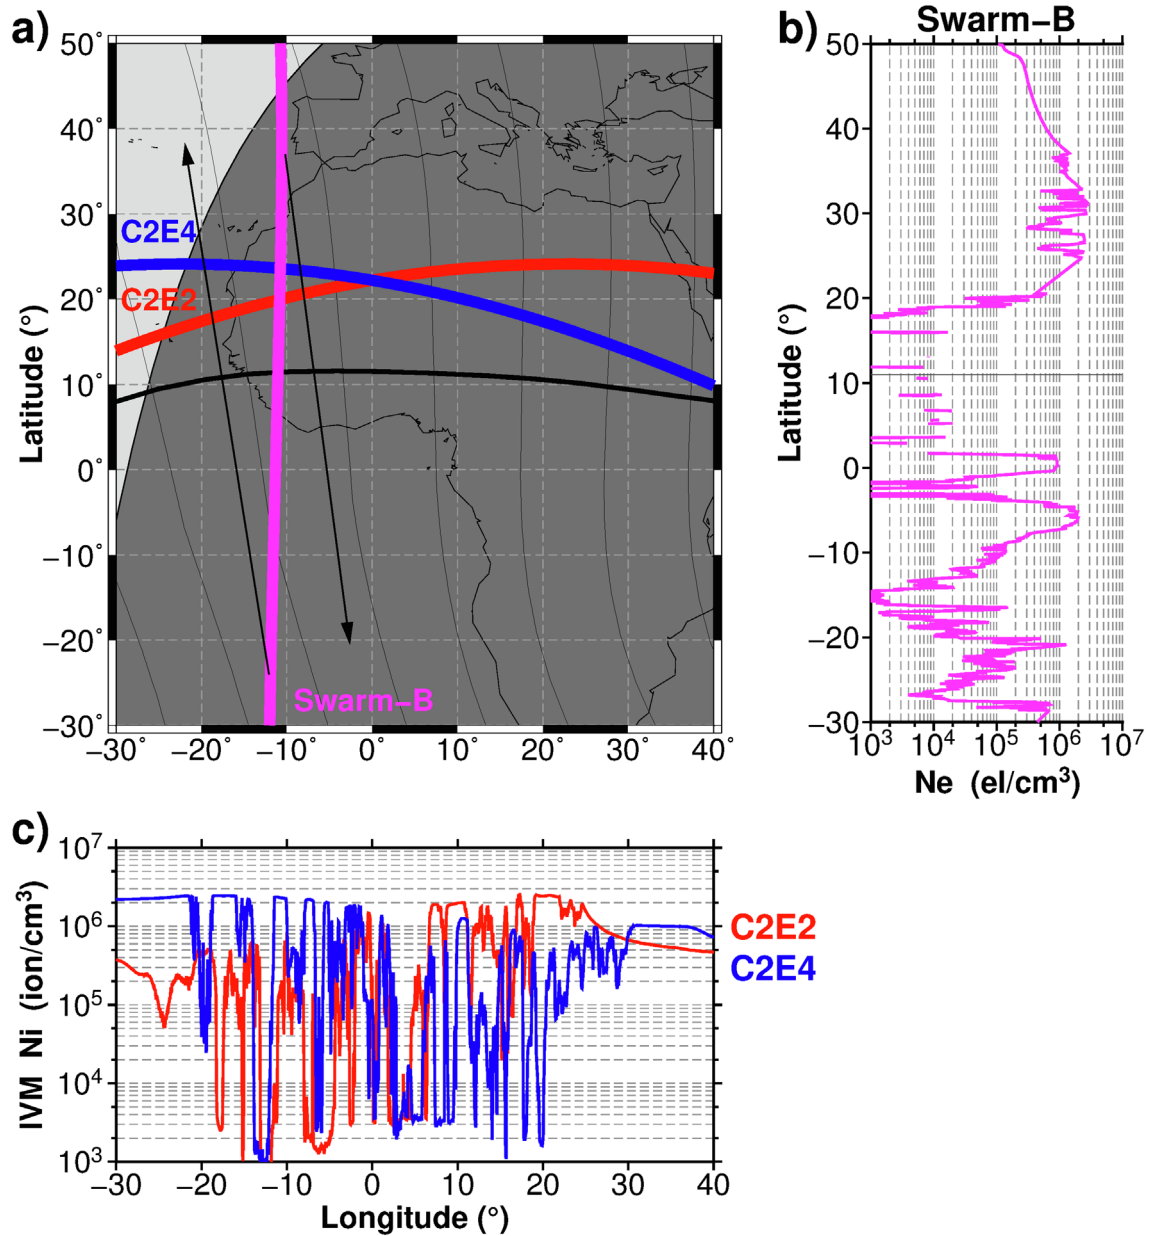 a)
50°
40°
30°
20°
10°
0°
−10°
−20°
−30°
Latitude (°)
C2E4
C2E2
Swarm−B
−30° −20° −10° 0° 10° 20° 30° 40°
b)
Swarm−B
50
40
30
20
10
0
−10
−20
−30
Latitude (°)
10³ 10⁴ 10⁵ 10⁶ 10⁷
Ne (el/cm³)
c)
10⁷
10⁶
10⁵
10⁴
10³
IVM Ni (ion/cm³)
C2E2
C2E4
−30 −20 −10 0 10 20 30 40
Longitude (°)